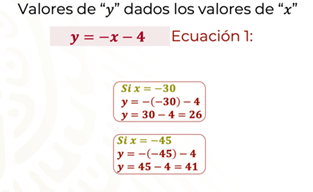 Valores de “y” dados los valores de “x”
y = −x − 4 Ecuación 1:
Si x = −30
y = −(−30) − 4
y = 30 − 4 = 26
Si x = −45
y = −(−45) − 4
y = 45 − 4 = 41